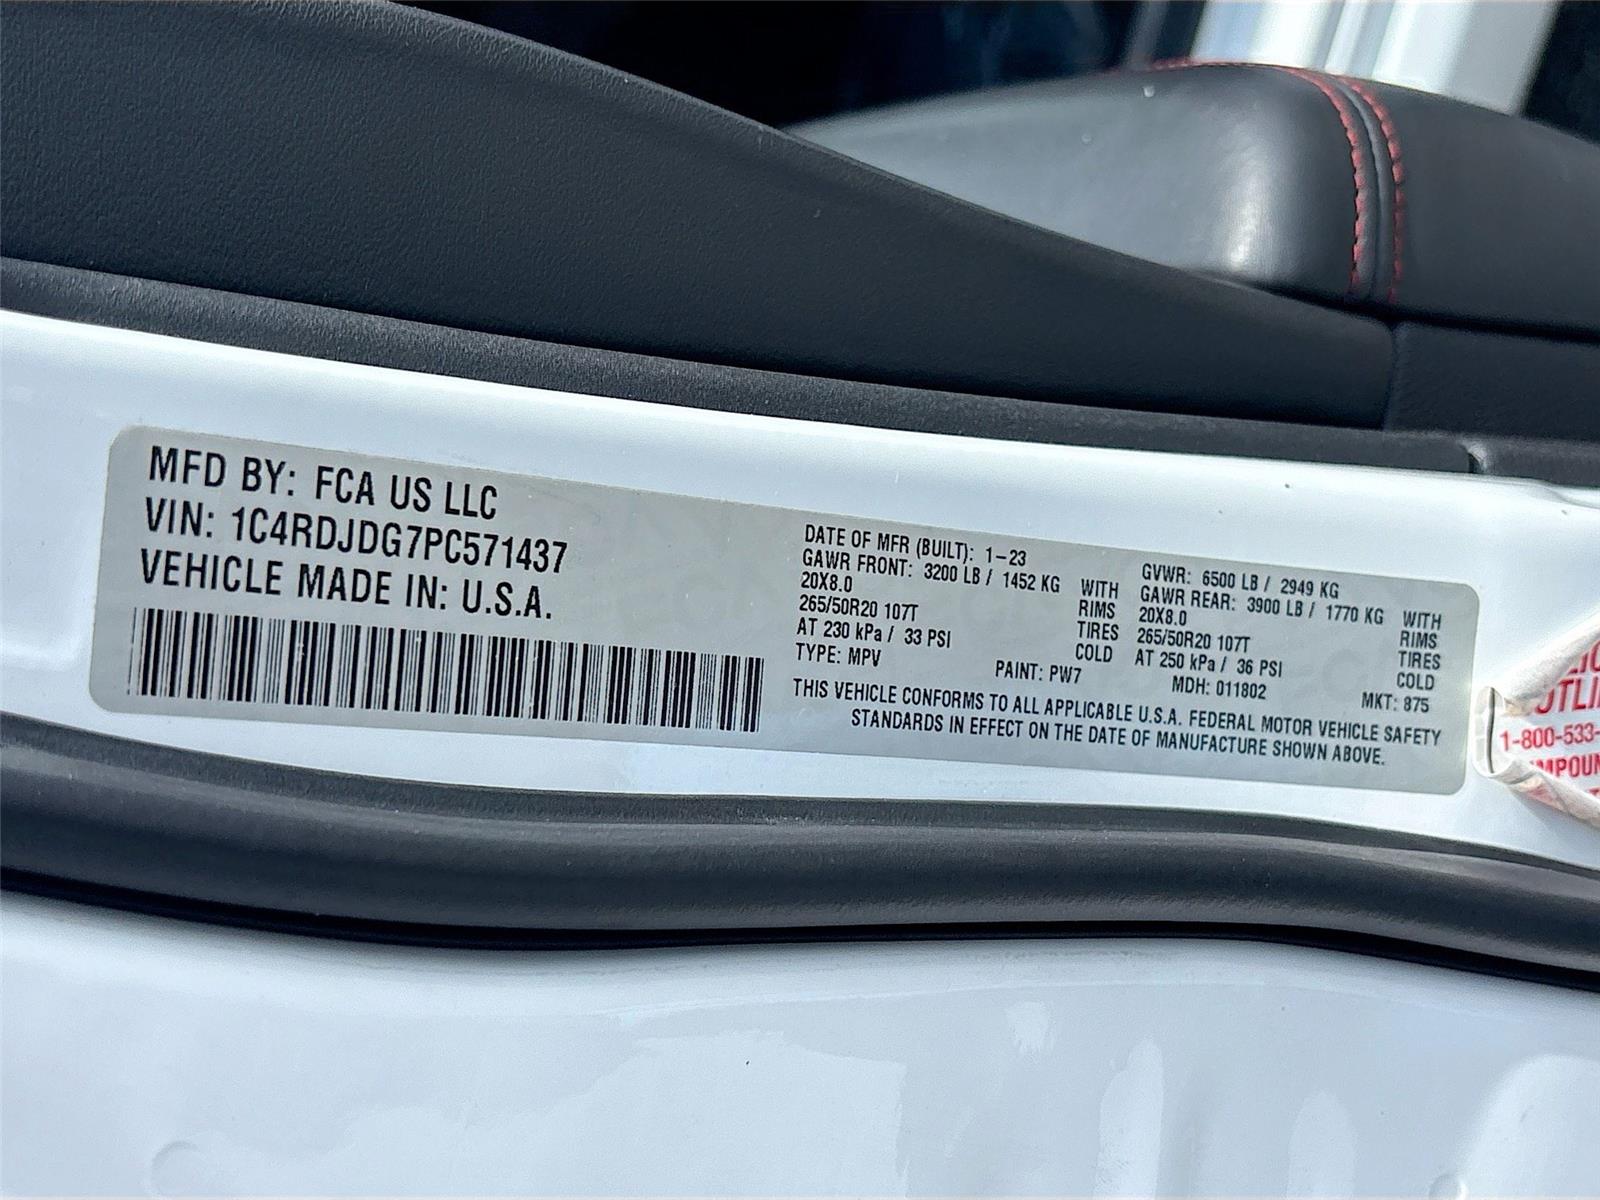 MFD BY: FCA US LLC
VIN: 1C4RDJDG7PC571437
VEHICLE MADE IN: U.S.A.
DATE OF MFR (BUILT): 1-23
GAWR FRONT: 3200 LB / 1452 KG WITH
20X8.0 RIMS
265/50R20 107T TIRES
AT 230 kPa / 33 PSI COLD
TYPE: MPV PAINT: PW7
GVWR: 6500 LB / 2949 KG
GAWR REAR: 3900 LB / 1770 KG WITH
20X8.0 RIMS
265/50R20 107T TIRES
AT 250 kPa / 36 PSI COLD
MDH: 011802 MKT: 875
THIS VEHICLE CONFORMS TO ALL APPLICABLE U.S.A. FEDERAL MOTOR VEHICLE SAFETY
STANDARDS IN EFFECT ON THE DATE OF MANUFACTURE SHOWN ABOVE.
1-800-533-